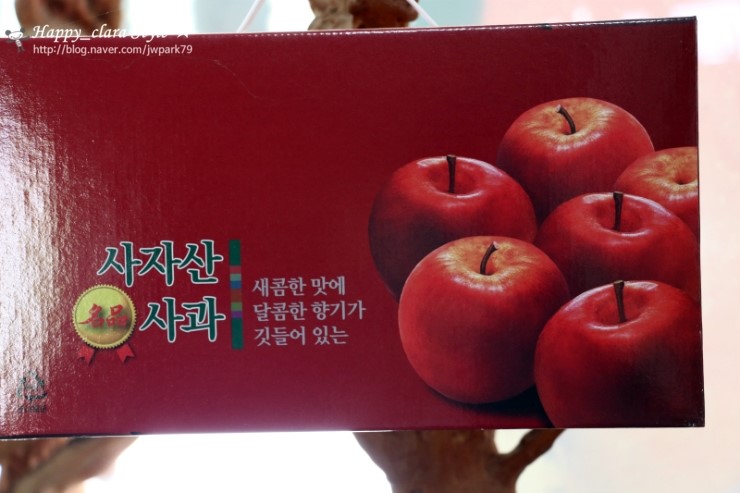 Happy_clara Style
http://blog.naver.com/jwpark79
사자산
名品 사과
새콤한 맛에
달콤한 향기가
깃들어 있는